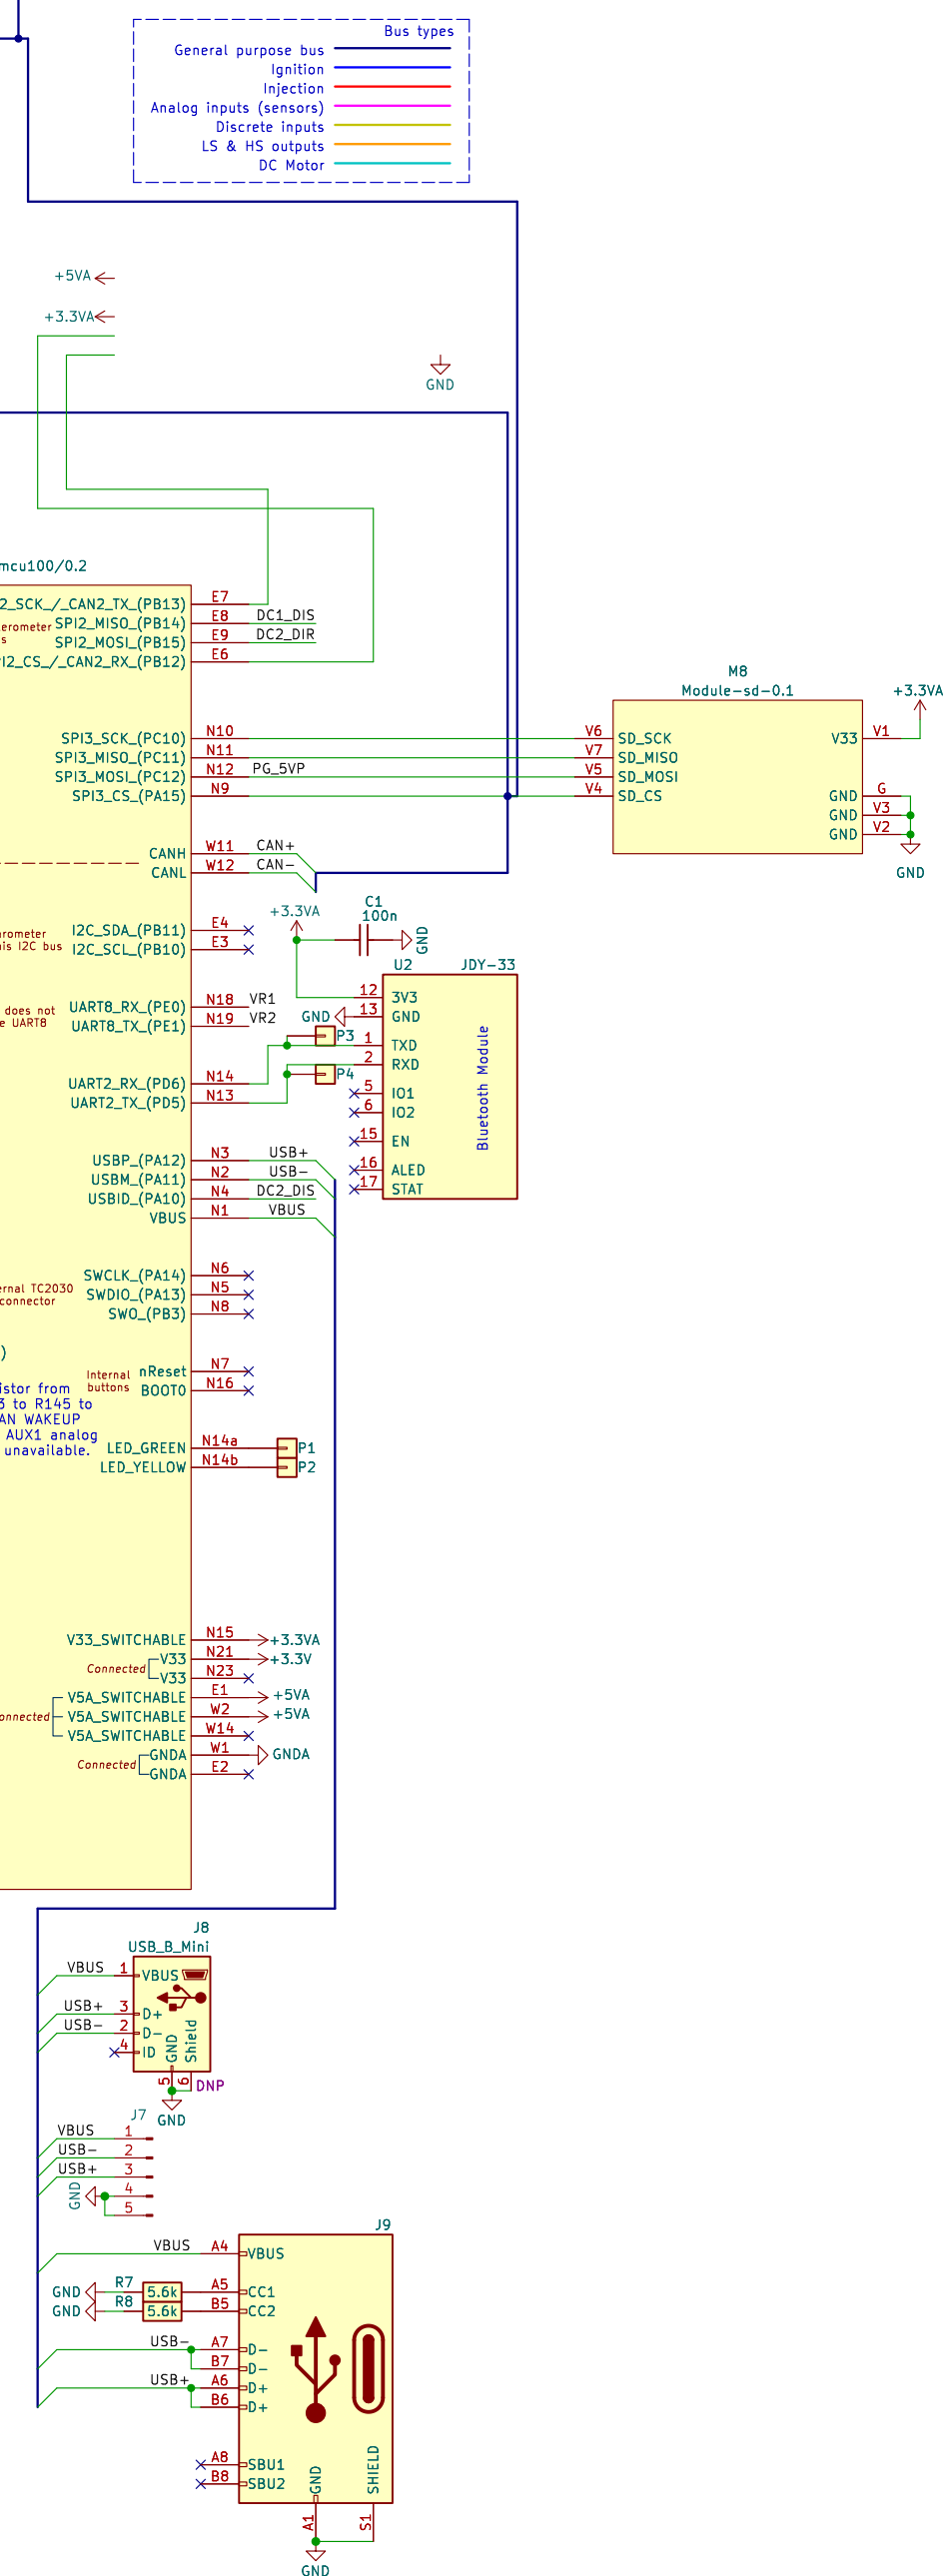 Bus types
General purpose bus
Ignition
Injection
Analog inputs (sensors)
Discrete inputs
LS & HS outputs
DC Motor
+5VA
+3.3VA
GND
mcu100/0.2
2_SCK_/_CAN2_TX_(PB13) E7
SPI2_MISO_(PB14) E8 DC1_DIS
erometer
s
SPI2_MOSI_(PB15) E9 DC2_DIR
PI2_CS_/_CAN2_RX_(PB12) E6
M8
Module-sd-0.1
+3.3VA
SPI3_SCK_(PC10) N10 V6 SD_SCK V33 V1
SPI3_MISO_(PC11) N11 V7 SD_MISO
SPI3_MOSI_(PC12) N12 PG_5VP V5 SD_MOSI
SPI3_CS_(PA15) N9 V4 SD_CS GND G
GND V3
GND V2
GND
CANH W11 CAN+
CANL W12 CAN-
C1
100n
+3.3VA
GND
I2C_SDA_(PB11) E4
arometer
his I2C bus
I2C_SCL_(PB10) E3
U2 JDY-33
12 3V3
GND 13 GND
UART8_RX_(PE0) N18 VR1
does not
e UART8
UART8_TX_(PE1) N19 VR2
P3 1 TXD
2 RXD
P4
UART2_RX_(PD6) N14
UART2_TX_(PD5) N13
5 IO1
6 IO2
15 EN
16 ALED
17 STAT
Bluetooth Module
USBP_(PA12) N3 USB+
USBM_(PA11) N2 USB-
USBID_(PA10) N4 DC2_DIS
VBUS N1 VBUS
SWCLK_(PA14) N6
ernal TC2030
connector
SWDIO_(PA13) N5
SWO_(PB3) N8
)
Internal
buttons
nReset N7
BOOT0 N16
istor from
3 to R145 to
AN WAKEUP
AUX1 analog
unavailable.
LED_GREEN N14a P1
LED_YELLOW N14b P2
V33_SWITCHABLE N15 +3.3VA
V33 N21 +3.3V
Connected
V33 N23
V5A_SWITCHABLE E1 +5VA
onnected V5A_SWITCHABLE W2 +5VA
V5A_SWITCHABLE W14
GNDA W1 GNDA
Connected
GNDA E2
J8
USB_B_Mini
VBUS 1 VBUS
USB+ 3 D+
USB- 2 D-
4 ID
GND
Shield
5
6
DNP
GND
J7
VBUS 1
USB- 2
USB+ 3
GND 4
5
J9
VBUS A4 VBUS
GND R7 5.6k A5 CC1
GND R8 5.6k B5 CC2
USB- A7 D-
B7 D-
USB+ A6 D+
B6 D+
A8 SBU1
B8 SBU2
GND
SHIELD
A1
S1
GND